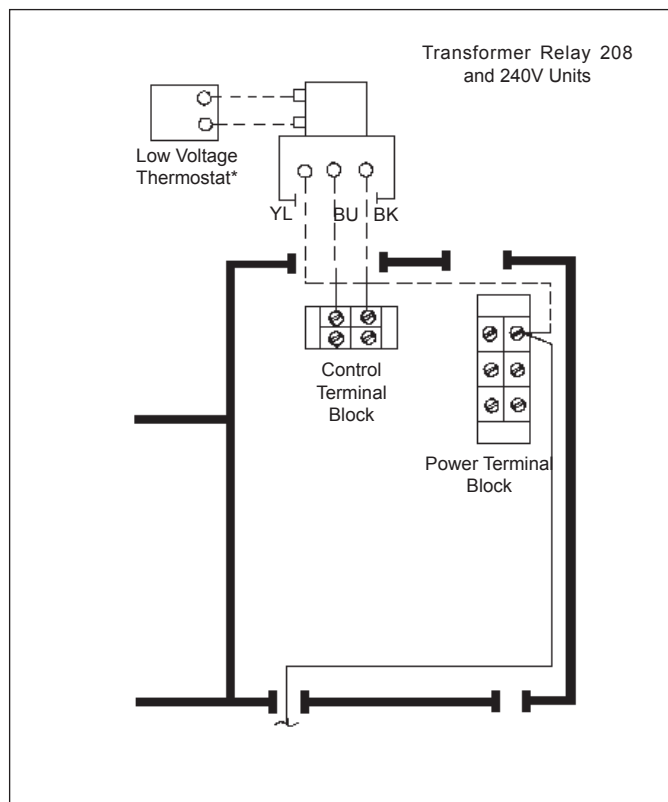 Transformer Relay 208
and 240V Units
Low Voltage
Thermostat*
YL
BU
BK
Control
Terminal
Block
Power Terminal
Block